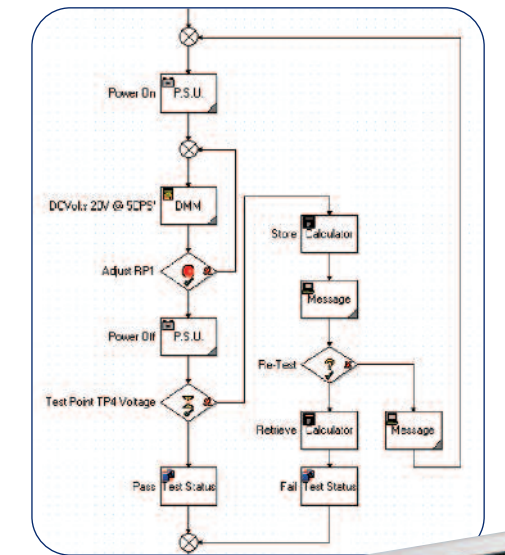 Power On P.S.U.
DCVolts 20V @ 5CPS' DMM
Adjust RP1
Power Off P.S.U.
Test Point TP4 Voltage
Pass Test Status
Store Calculator
Message
Re-Test
Retrieve Calculator
Message
Fail Test Status